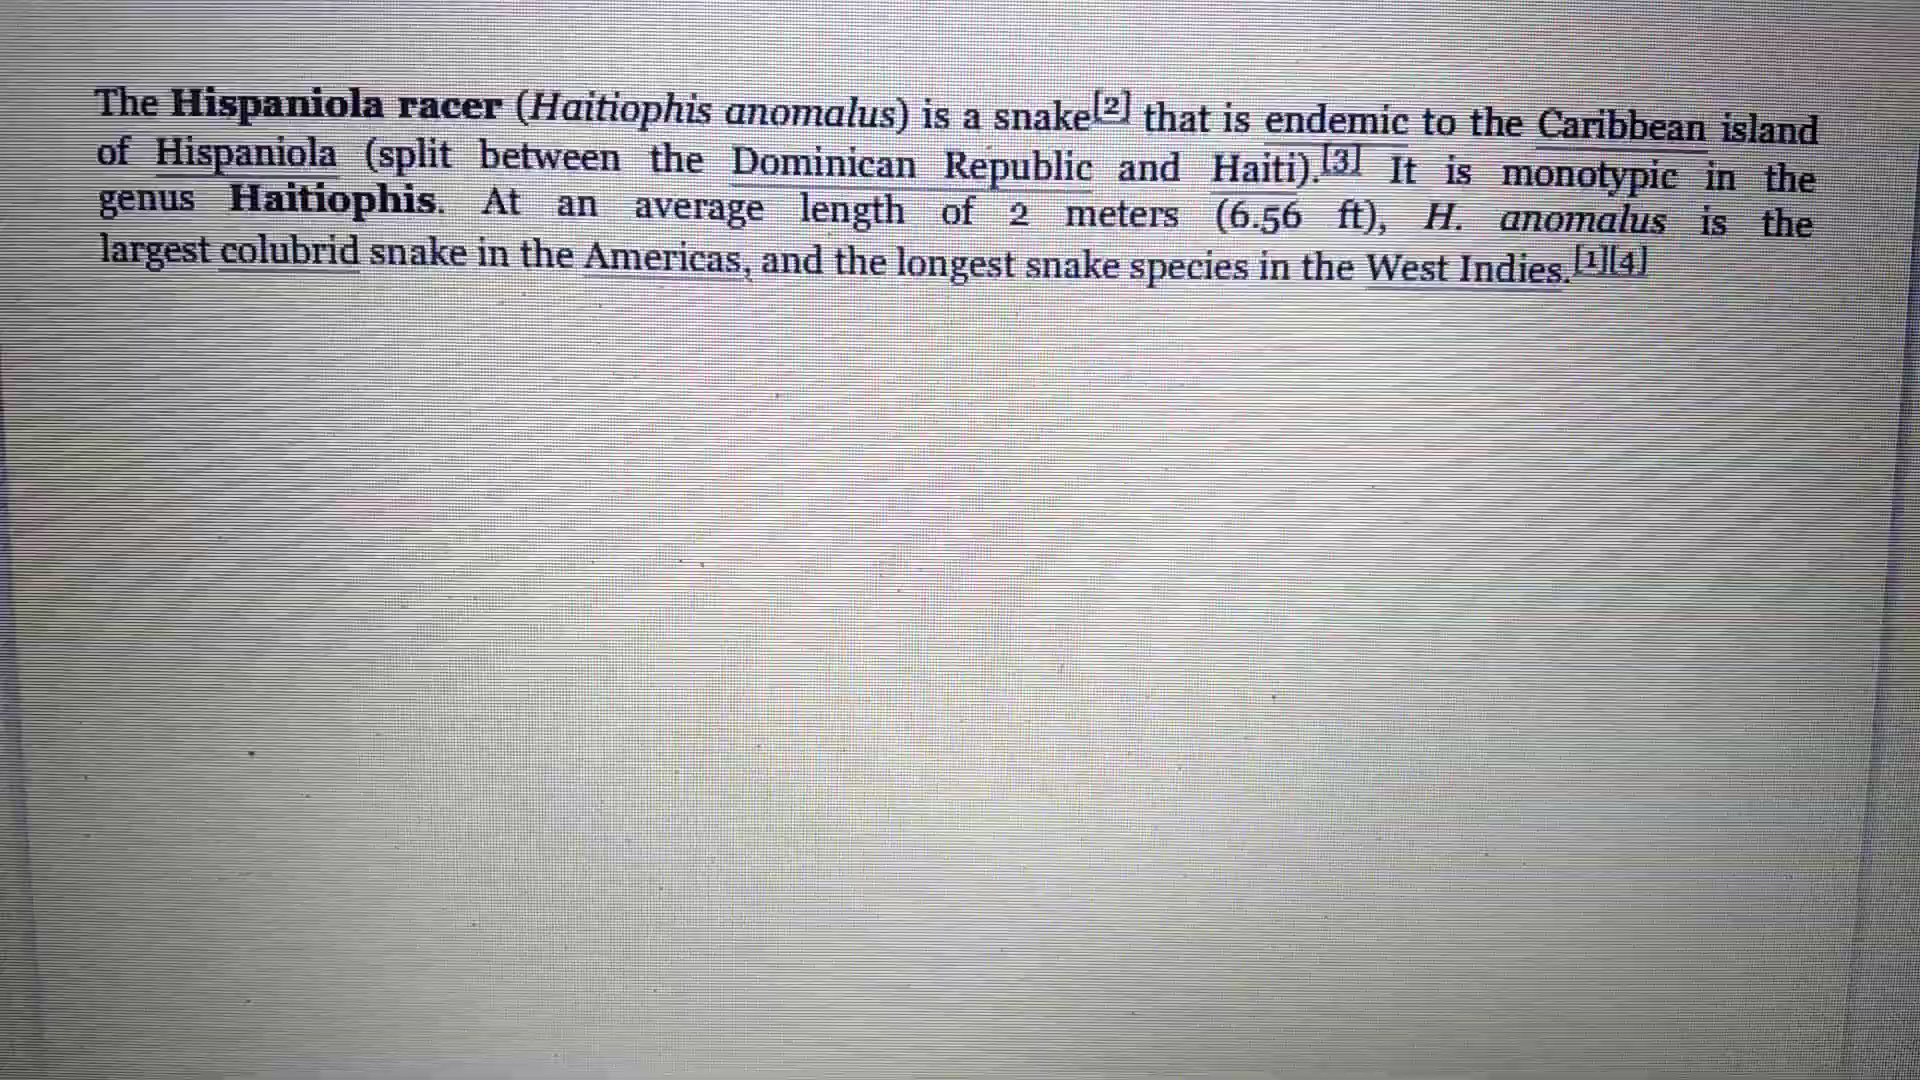 The Hispaniola racer (Haitiophis anomalus) is a snake[2] that is endemic to the Caribbean island
of Hispaniola (split between the Dominican Republic and Haiti).[3] It is monotypic in the
genus Haitiophis. At an average length of 2 meters (6.56 ft), H. anomalus is the
largest colubrid snake in the Americas, and the longest snake species in the West Indies.[1][4]